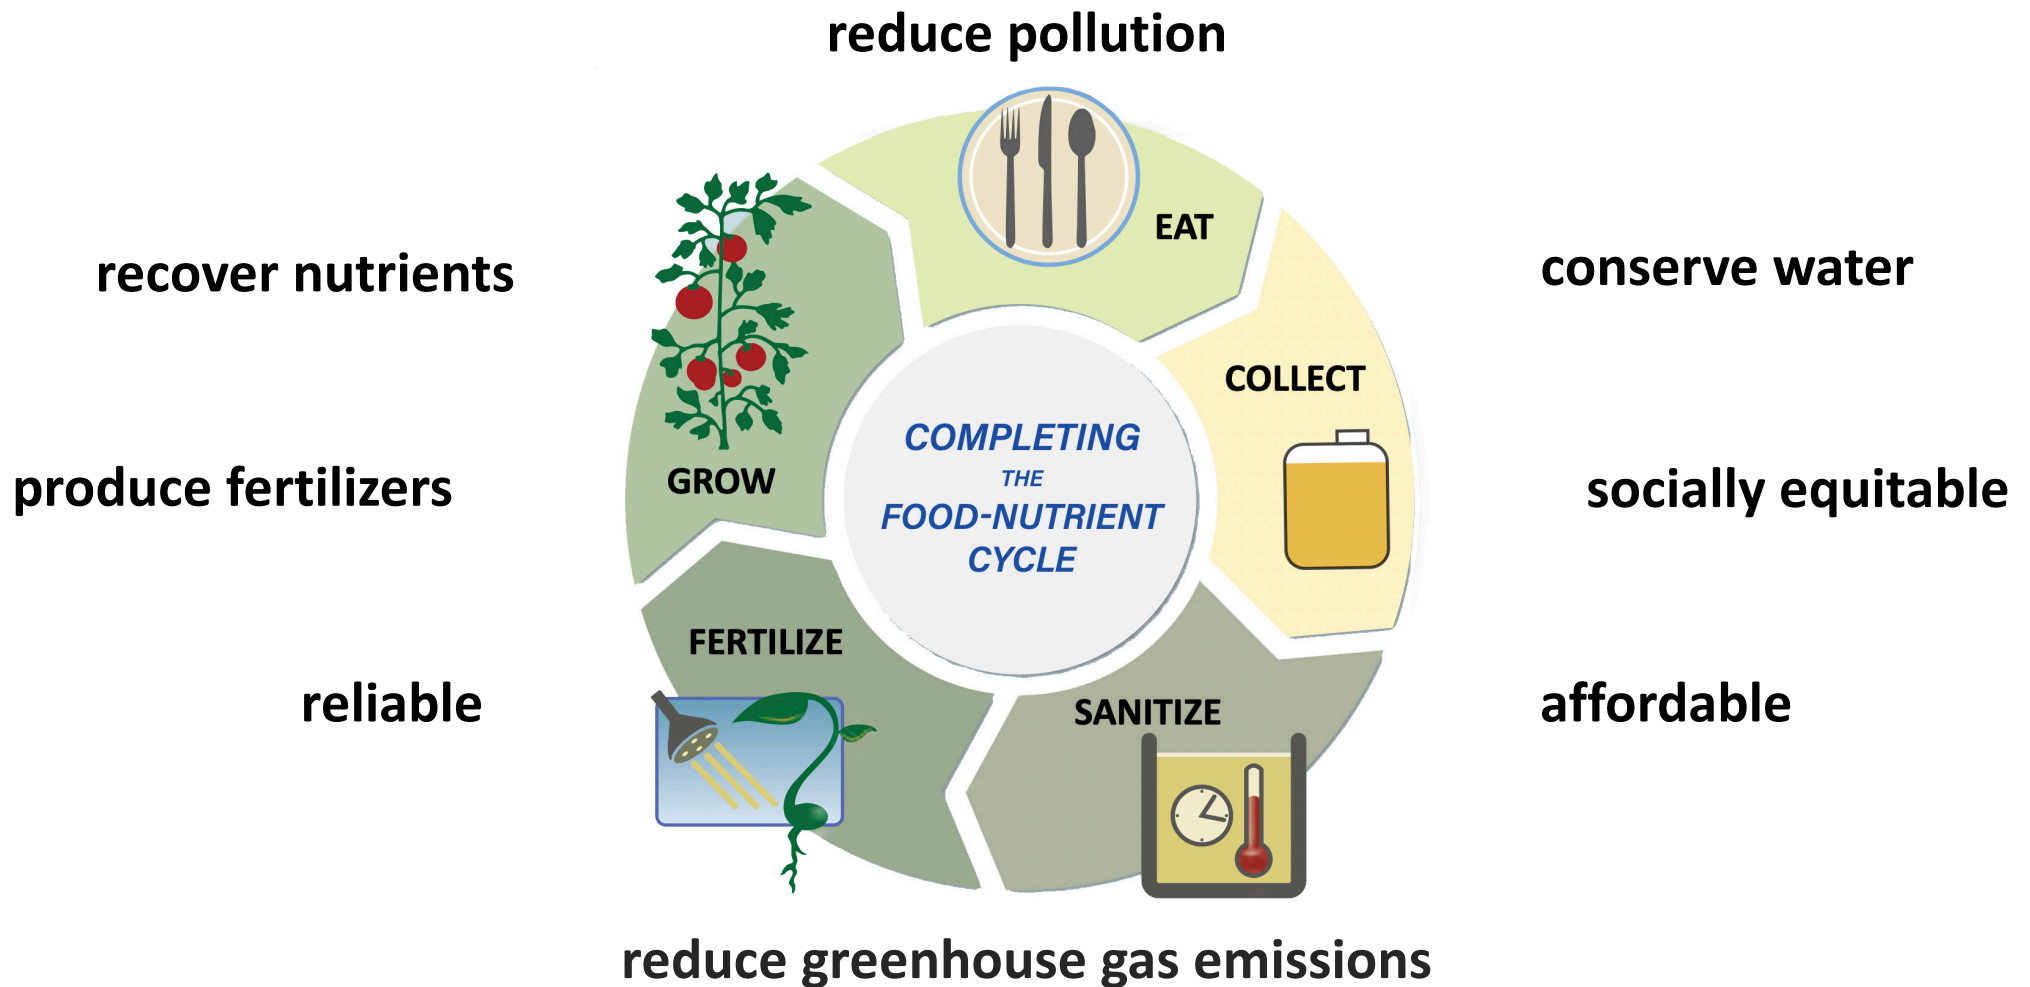 reduce pollution
EAT
recover nutrients
conserve water
COLLECT
COMPLETING
THE
FOOD-NUTRIENT
CYCLE
GROW
produce fertilizers
socially equitable
FERTILIZE
reliable
SANITIZE
affordable
reduce greenhouse gas emissions